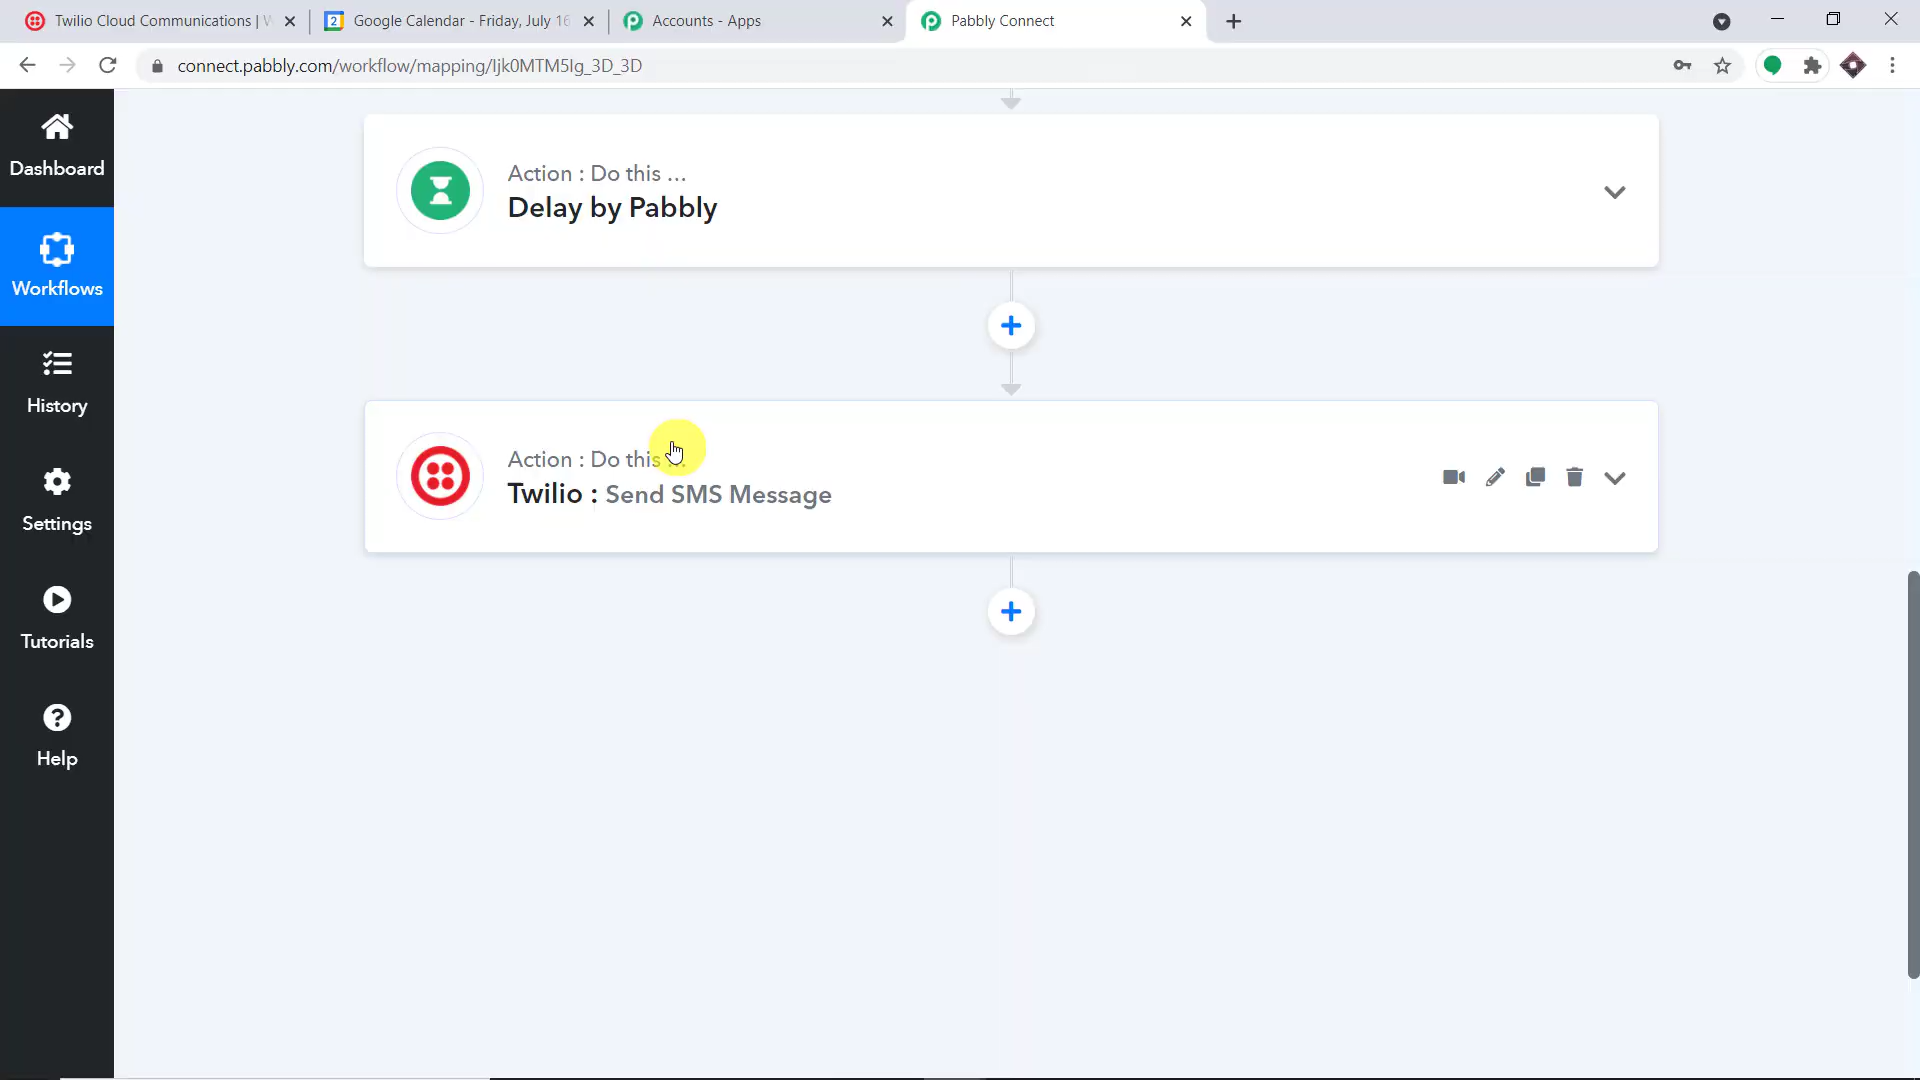 Twilio Cloud Communications |
Google Calendar - Friday, July 16
Accounts - Apps
Pabbly Connect
connect.pabbly.com/workflow/mapping/Ijk0MTM5Ig_3D_3D
Dashboard
Workflows
History
Settings
Tutorials
Help
Action : Do this ...
Delay by Pabbly
Action : Do this ...
Twilio : Send SMS Message